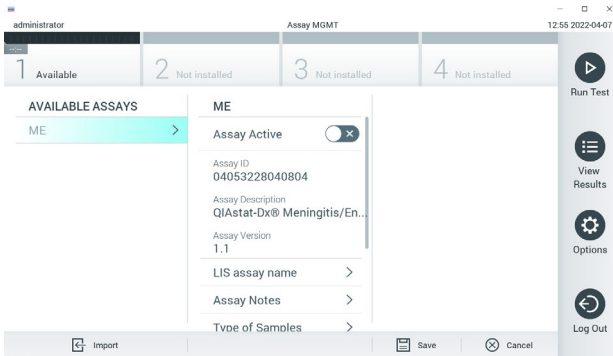 administrator
Assay MGMT
12:55 2022-04-07
--:--
1 Available
2 Not installed
3 Not installed
4 Not installed
Run Test
AVAILABLE ASSAYS
ME
ME
Assay Active
Assay ID
04053228040804
Assay Description
QIAstat-Dx® Meningitis/En...
Assay Version
1.1
LIS assay name
Assay Notes
Type of Samples
View
Results
Options
Log Out
Import
Save
Cancel